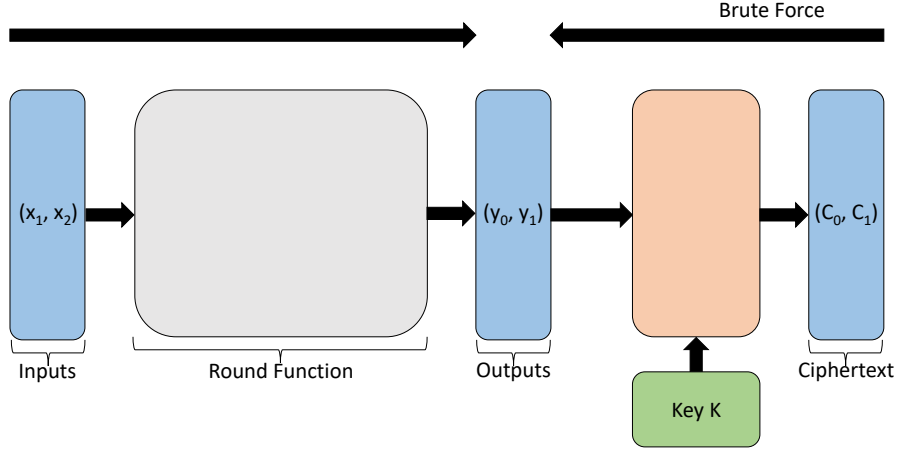 Brute Force
(x₁, x₂)
(y₀, y₁)
(C₀, C₁)
Inputs
Round Function
Outputs
Ciphertext
Key K